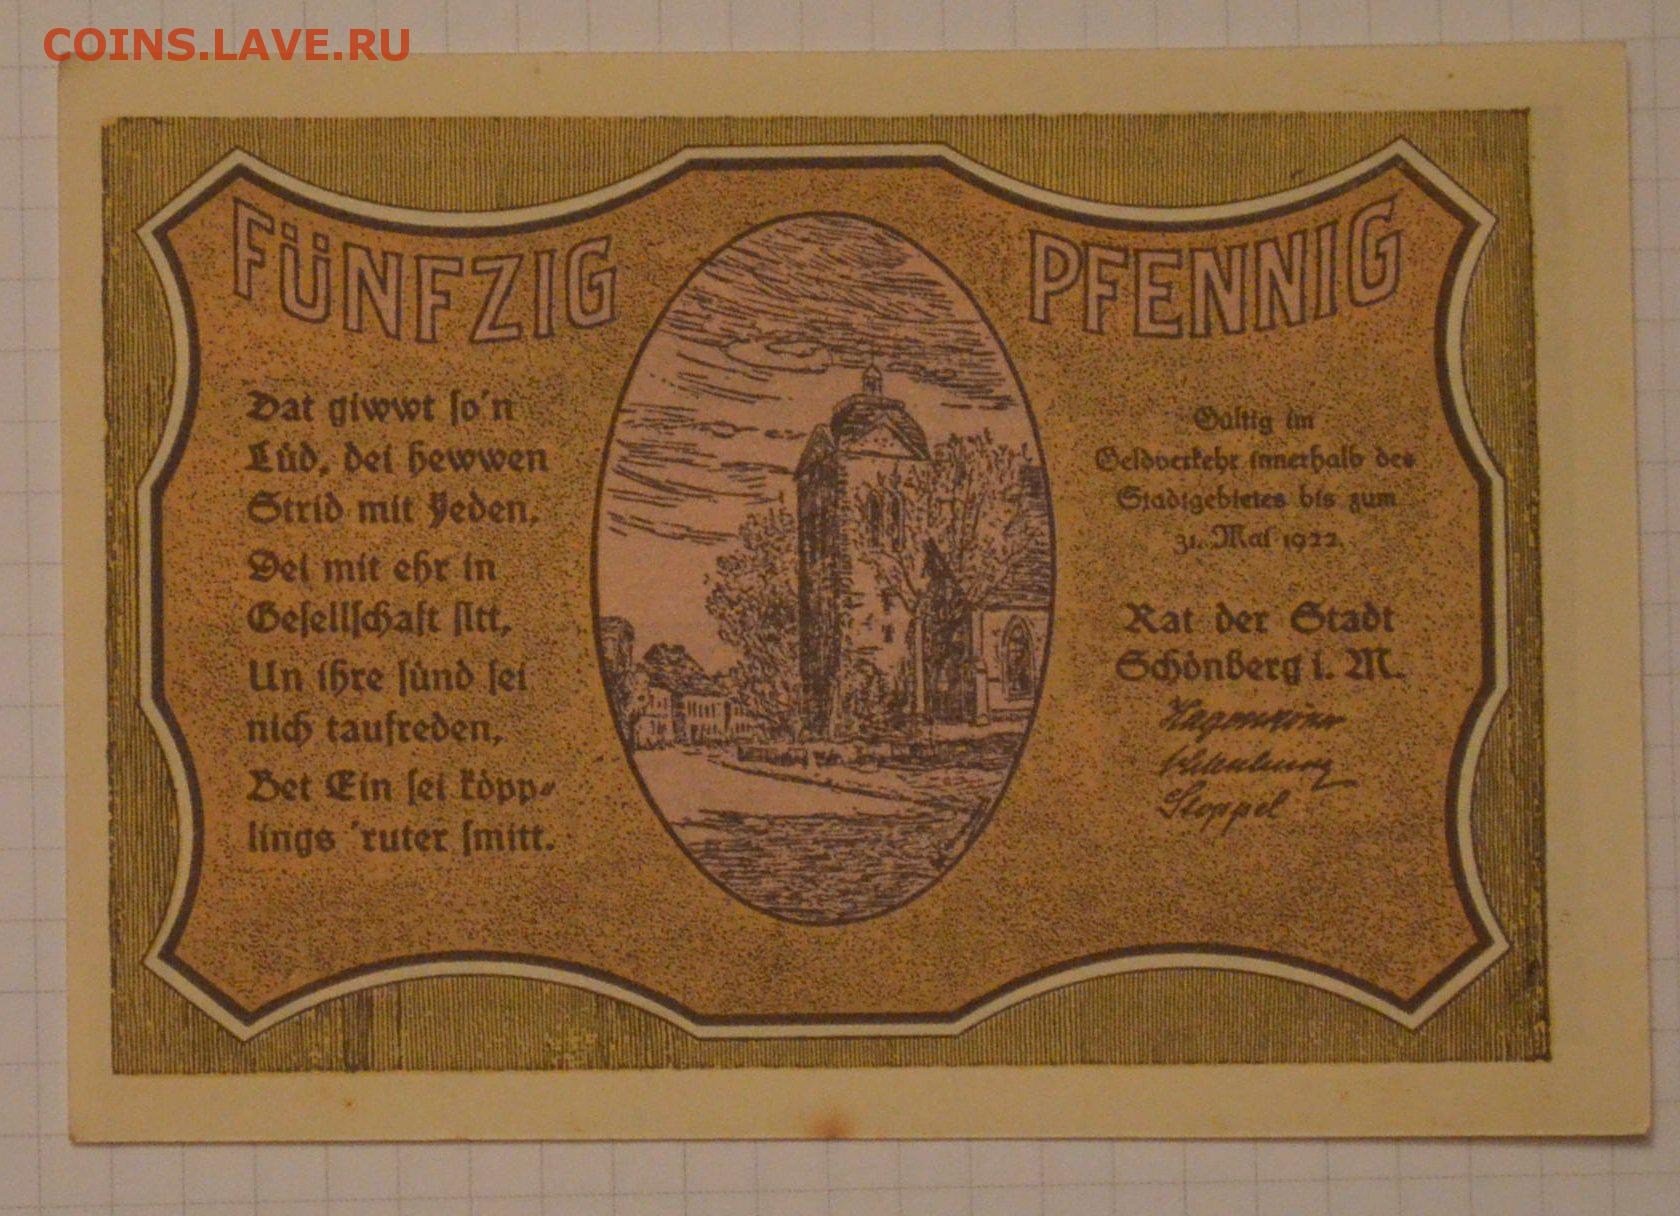 COINS.LAVE.RU
FÜNFZIG PFENNIG
Dat giwwt so'n
Lüd, dei hewwen
Strid mit Yeden,
Dei mit ehr in
Gesellschaft sitt,
Un ihre sünd sei
nich taufreden,
Bet Ein sei köpp-
lings 'ruter smitt.
Gültig im
Geldverkehr innerhalb des
Stadtgebietes bis zum
31. Mai 1922.
Rat der Stadt
Schönberg i. M.
Stoppel